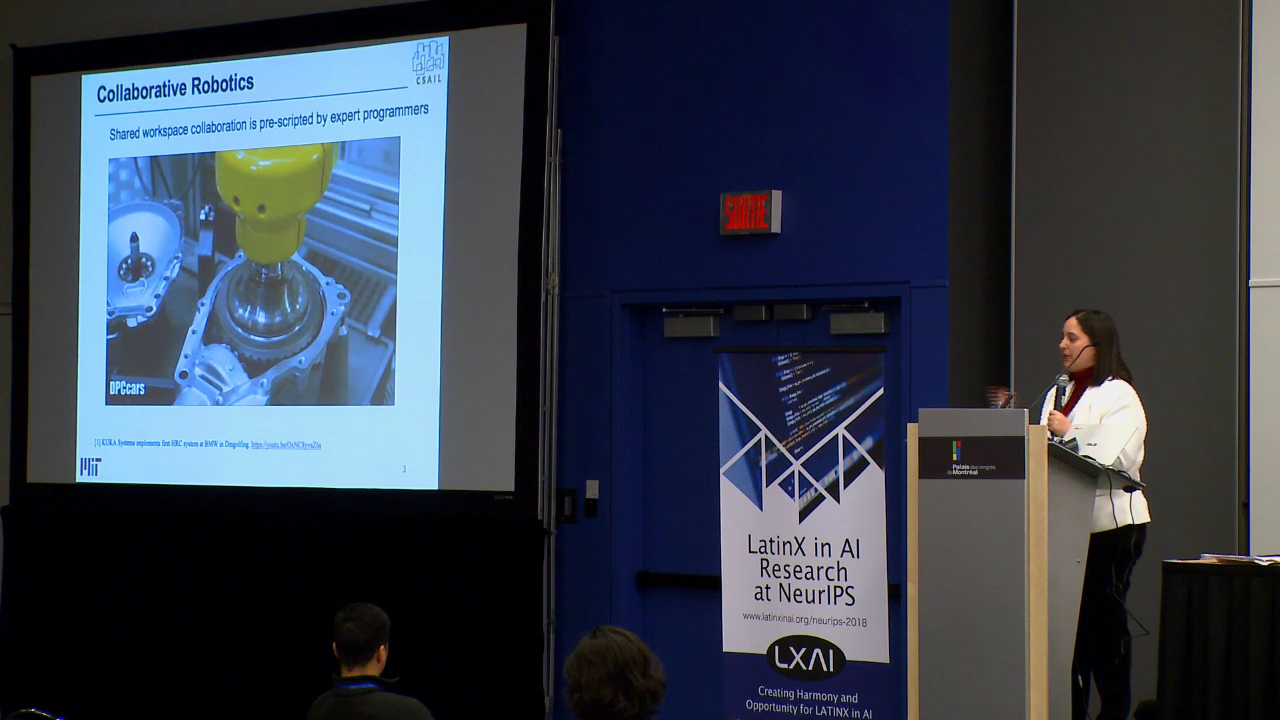 CSAIL
Collaborative Robotics
Shared workspace collaboration is pre-scripted by expert programmers
DPCcars
[1] KUKA Systems implements first HRC system at BMW in Dingolfing.
MIT
3
SORTIE
Palais des congrès
de Montréal
LatinX in AI
Research
at NeurIPS
www.latinxinai.org/neurips-2018
LXAI
Creating Harmony and
Opportunity for LATINX in AI